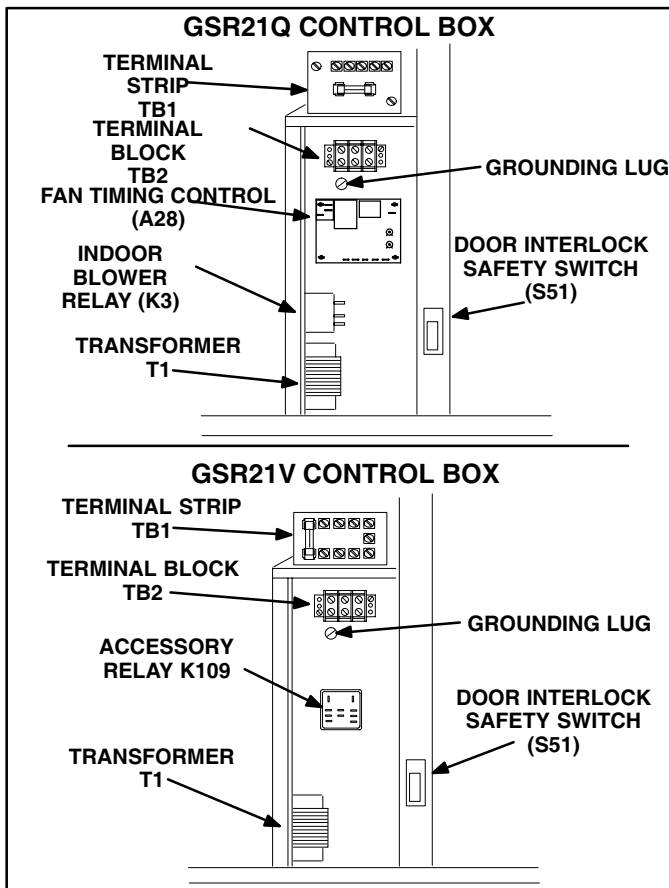 GSR21Q CONTROL BOX
TERMINAL
STRIP
TB1
TERMINAL
BLOCK
TB2
FAN TIMING CONTROL
(A28)
INDOOR
BLOWER
RELAY (K3)
TRANSFORMER
T1
GROUNDING LUG
DOOR INTERLOCK
SAFETY SWITCH
(S51)
GSR21V CONTROL BOX
TERMINAL STRIP
TB1
TERMINAL BLOCK
TB2
ACCESSORY
RELAY K109
TRANSFORMER
T1
GROUNDING LUG
DOOR INTERLOCK
SAFETY SWITCH
(S51)